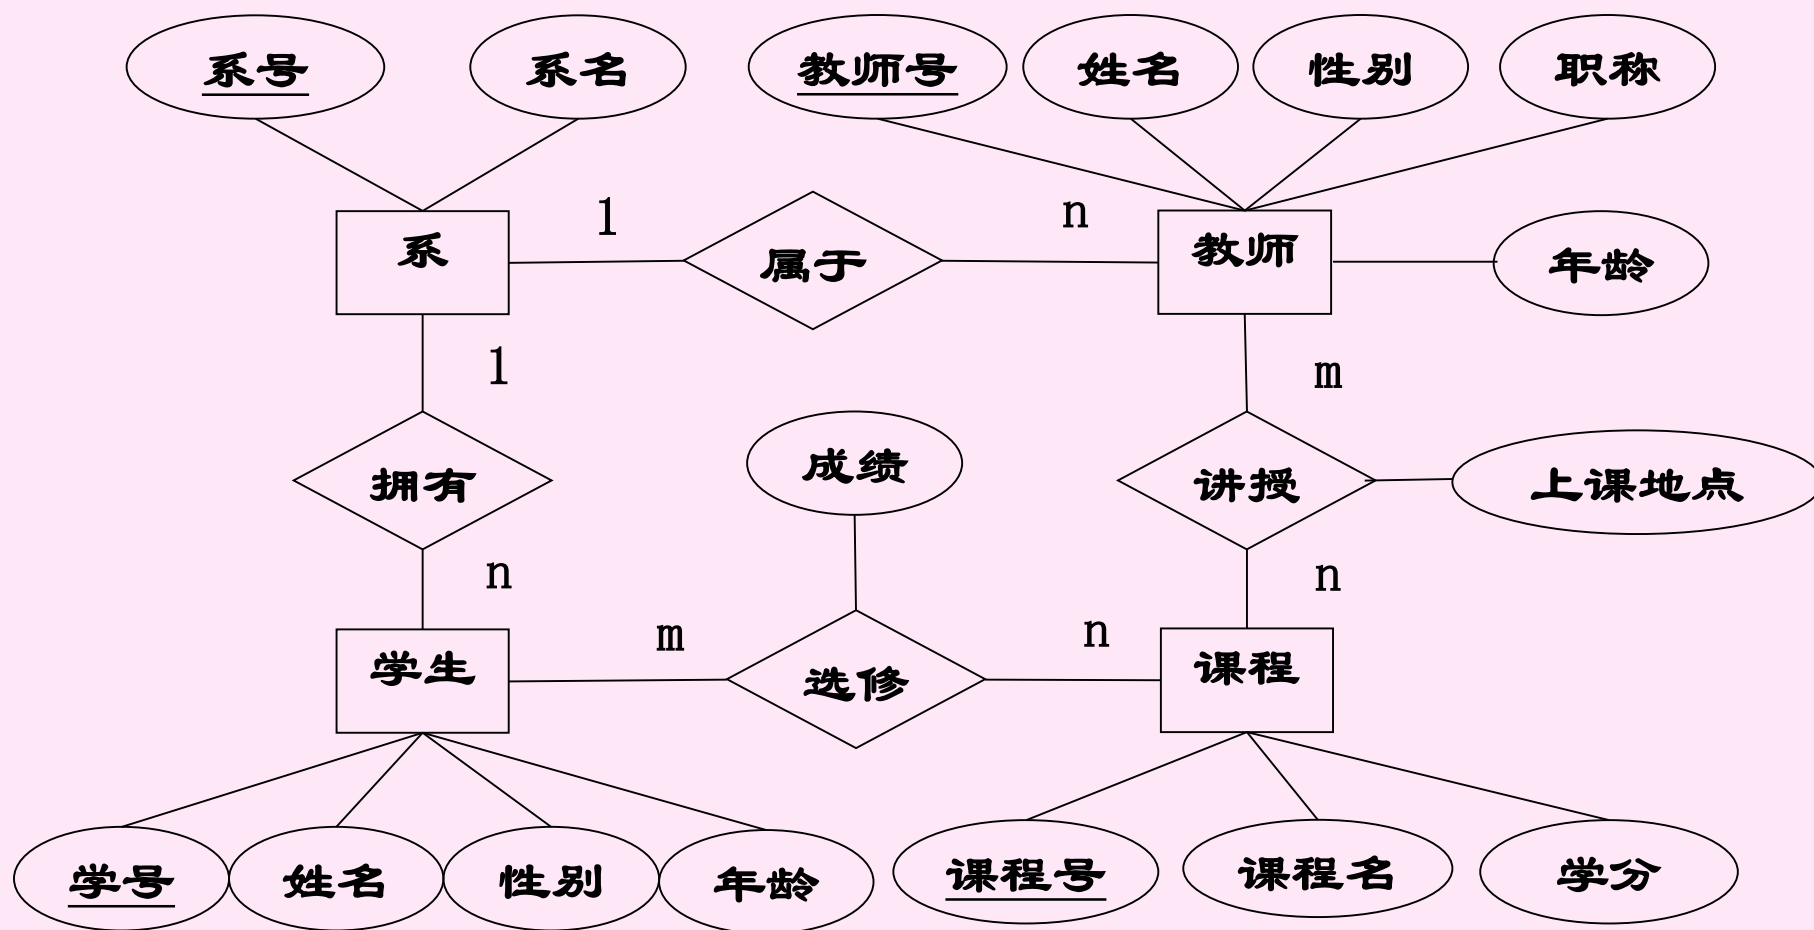 系号 系名 教师号 姓名 性别 职称
1 n
系 属于 教师 年龄
1 m
成绩
拥有 讲授 上课地点
n n
m n
学生 选修 课程
学号 姓名 性别 年龄 课程号 课程名 学分